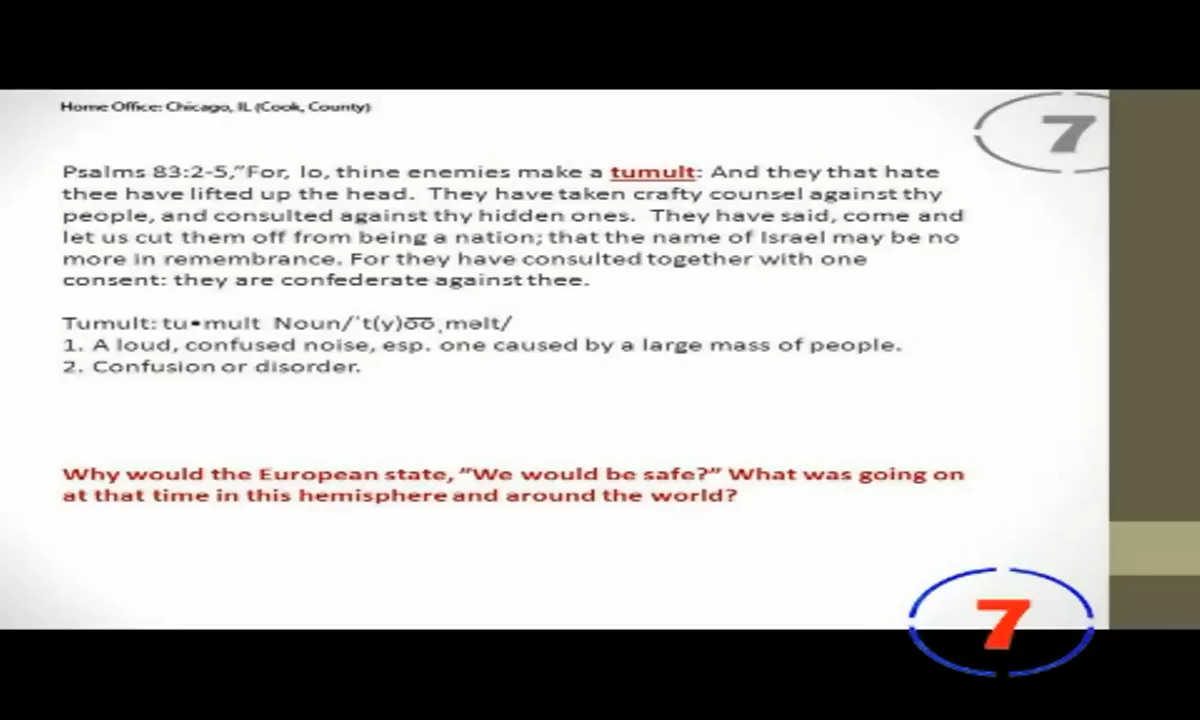 Home Office: Chicago, IL (Cook, County)
7
Psalms 83:2-5,"For, lo, thine enemies make a tumult: And they that hate
thee have lifted up the head. They have taken crafty counsel against thy
people, and consulted against thy hidden ones. They have said, come and
let us cut them off from being a nation; that the name of Israel may be no
more in remembrance. For they have consulted together with one
consent: they are confederate against thee.
Tumult: tu•mult Noun/ˈt(y)o͞oˌməlt/
1. A loud, confused noise, esp. one caused by a large mass of people.
2. Confusion or disorder.
Why would the European state, "We would be safe?" What was going on
at that time in this hemisphere and around the world?
7